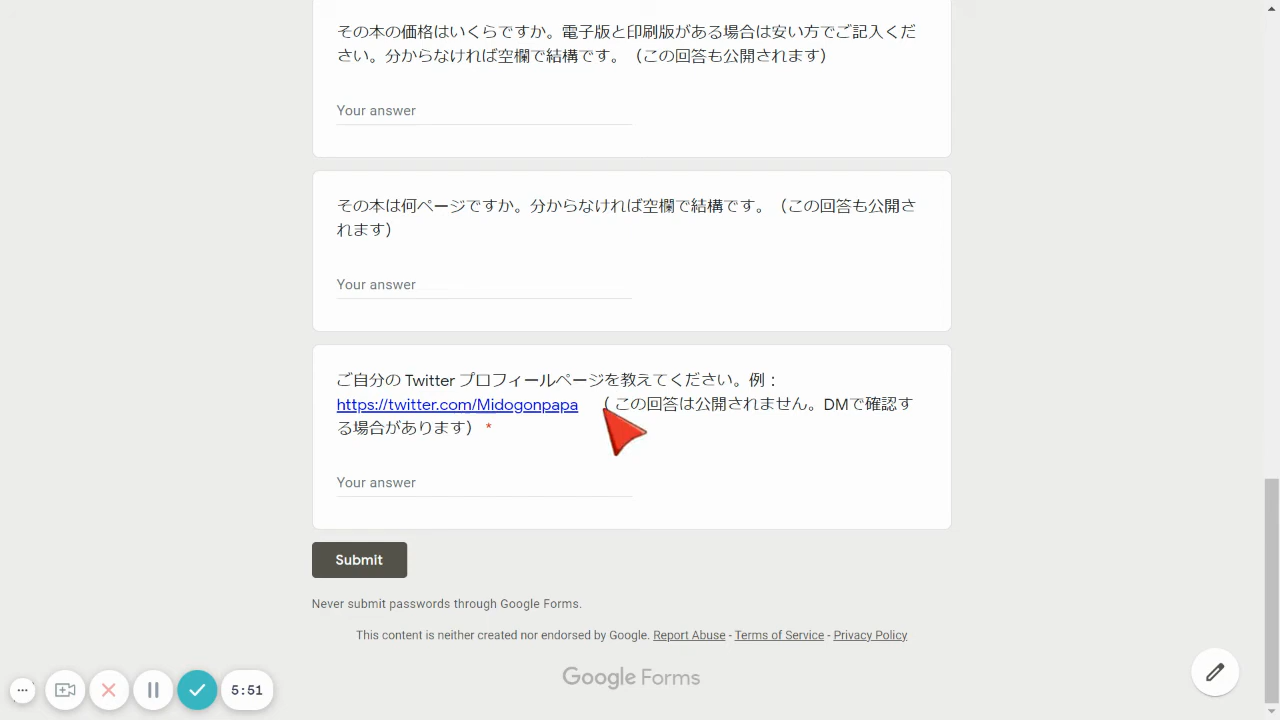 その本の価格はいくらですか。電子版と印刷版がある場合は安い方でご記入くだ
さい。分からなければ空欄で結構です。（この回答も公開されます）
Your answer
その本は何ページですか。分からなければ空欄で結構です。（この回答も公開さ
れます）
Your answer
ご自分の Twitter プロフィールページを教えてください。例：
https://twitter.com/Midogonpapa （この回答は公開されません。DMで確認す
る場合があります） *
Your answer
Submit
Never submit passwords through Google Forms.
This content is neither created nor endorsed by Google. Report Abuse - Terms of Service - Privacy Policy
Google Forms
5:51